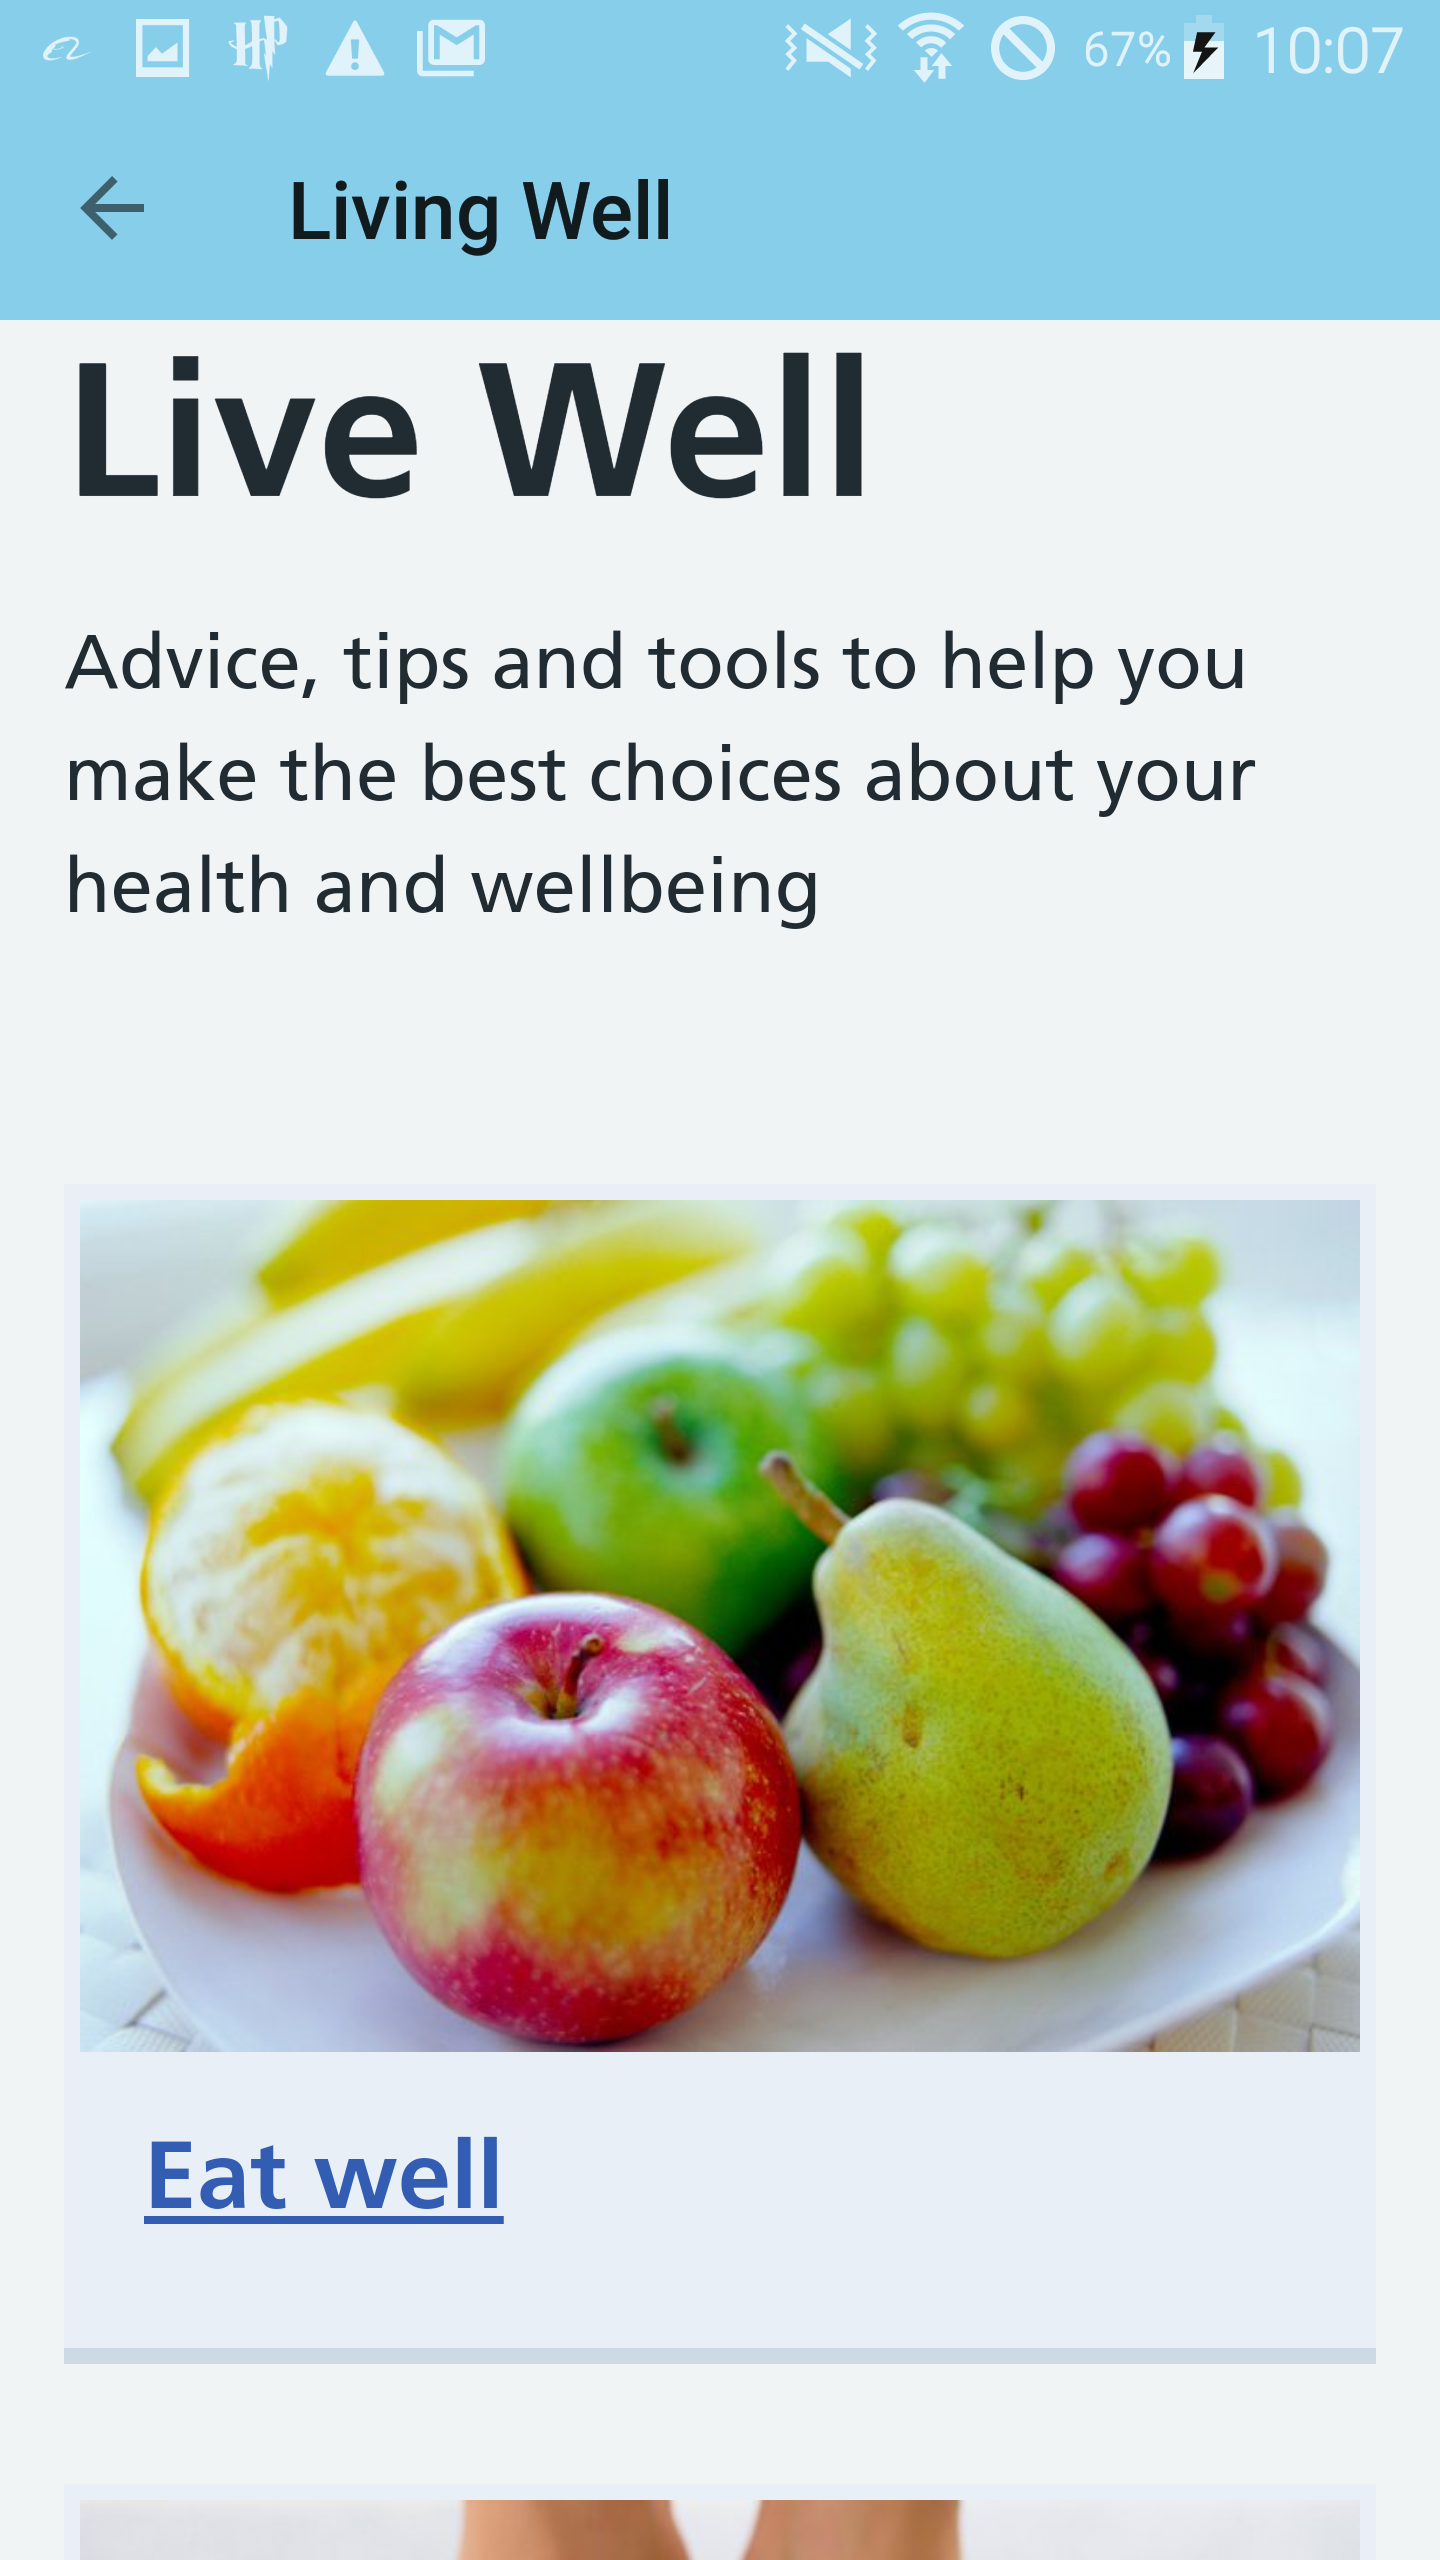 67% 10:07
Living Well
Live Well
Advice, tips and tools to help you
make the best choices about your
health and wellbeing
Eat well